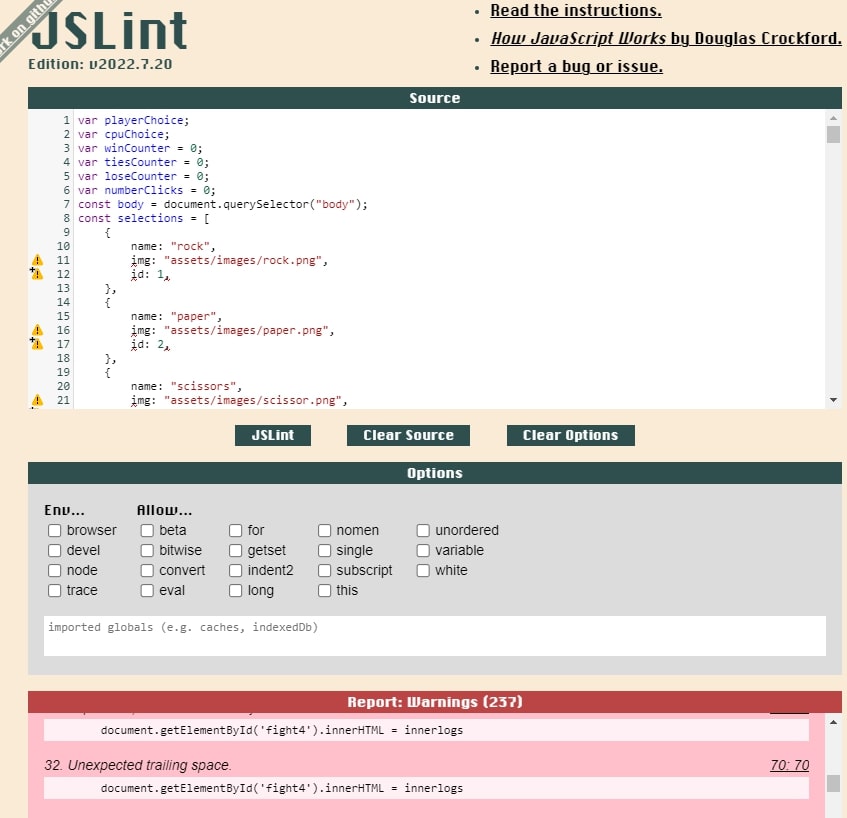 rk on github
JSLint
Edition: v2022.7.20
Read the instructions.
How JavaScript Works by Douglas Crockford.
Report a bug or issue.
Source
1 var playerChoice;
2 var cpuChoice;
3 var winCounter = 0;
4 var tiesCounter = 0;
5 var loseCounter = 0;
6 var numberClicks = 0;
7 const body = document.querySelector("body");
8 const selections = [
9 {
10 name: "rock",
11 img: "assets/images/rock.png",
12 id: 1,
13 },
14 {
15 name: "paper",
16 img: "assets/images/paper.png",
17 id: 2,
18 },
19 {
20 name: "scissors",
21 img: "assets/images/scissor.png",
JSLint Clear Source Clear Options
Options
Env... Allow...
browser beta for nomen unordered
devel bitwise getset single variable
node convert indent2 subscript white
trace eval long this
imported globals (e.g. caches, indexedDb)
Report: Warnings (237)
document.getElementById('fight4').innerHTML = innerlogs
32. Unexpected trailing space. 70: 70
document.getElementById('fight4').innerHTML = innerlogs